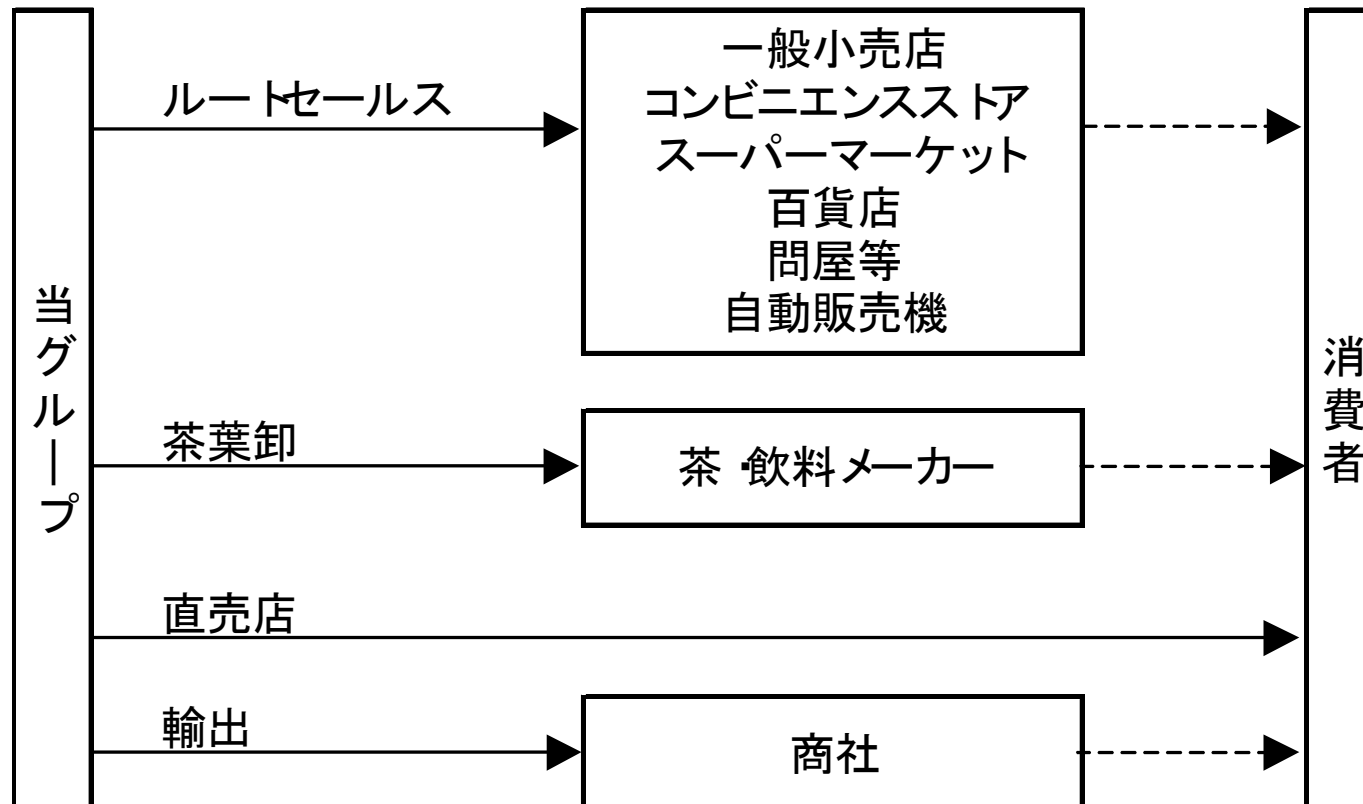 当グループ
ルートセールス
一般小売店
コンビニエンスストア
スーパーマーケット
百貨店
問屋等
自動販売機
茶葉卸
茶・飲料メーカー
直売店
輸出
商社
消費者